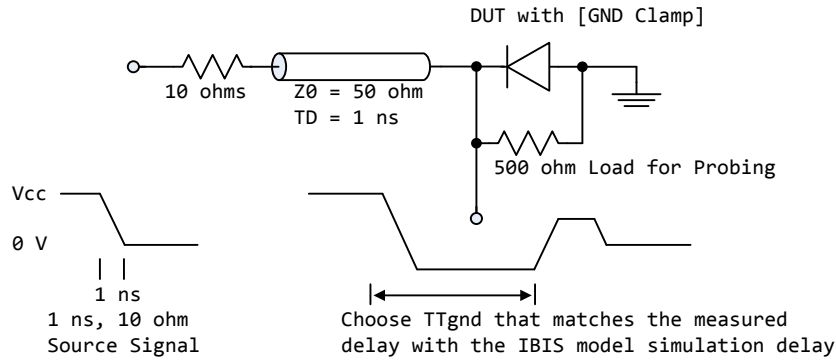 DUT with [GND Clamp]
10 ohms
Z0 = 50 ohm
TD = 1 ns
500 ohm Load for Probing
Vcc
0 V
1 ns
1 ns, 10 ohm
Source Signal
Choose TTgnd that matches the measured
delay with the IBIS model simulation delay